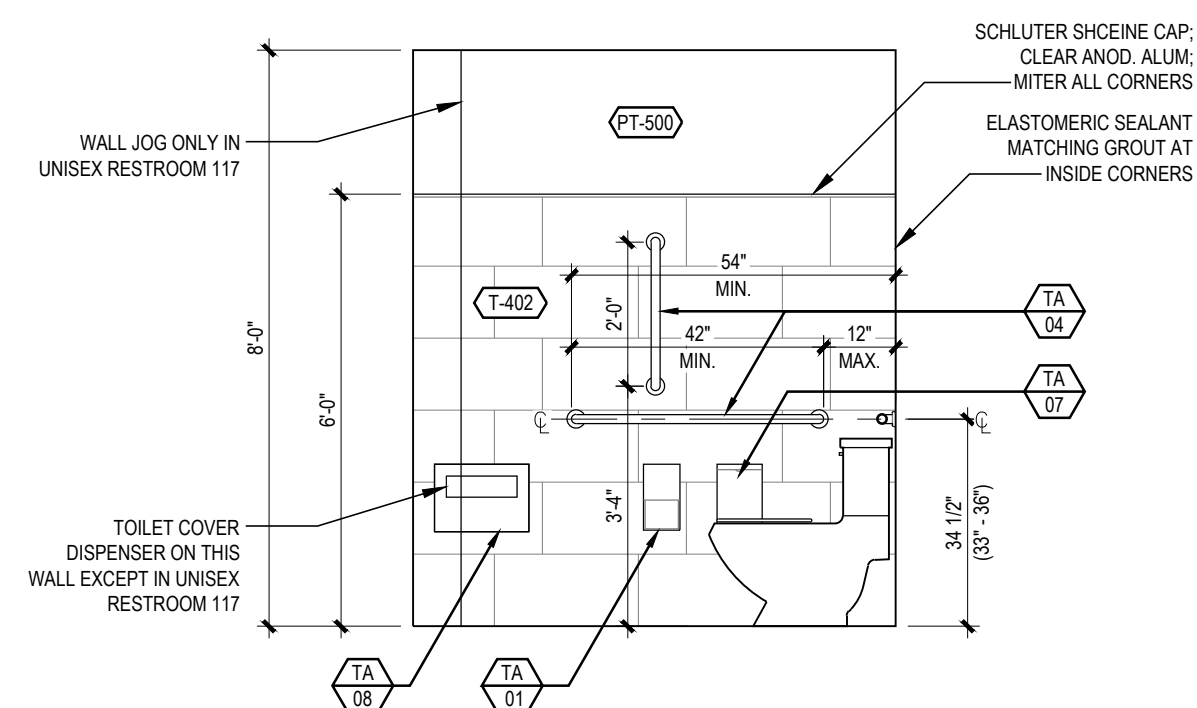 SCHLUTER SHCEINE CAP;
CLEAR ANOD. ALUM;
MITER ALL CORNERS
ELASTOMERIC SEALANT
MATCHING GROUT AT
INSIDE CORNERS
WALL JOG ONLY IN
UNISEX RESTROOM 117
PT-500
T-402
54"
MIN.
42"
MIN.
12"
MAX.
2'-0"
8'-0"
6'-0"
3'-4"
TA
04
TA
07
CL
CL
34 1/2"
(33" - 36")
TOILET COVER
DISPENSER ON THIS
WALL EXCEPT IN UNISEX
RESTROOM 117
TA
08
TA
01